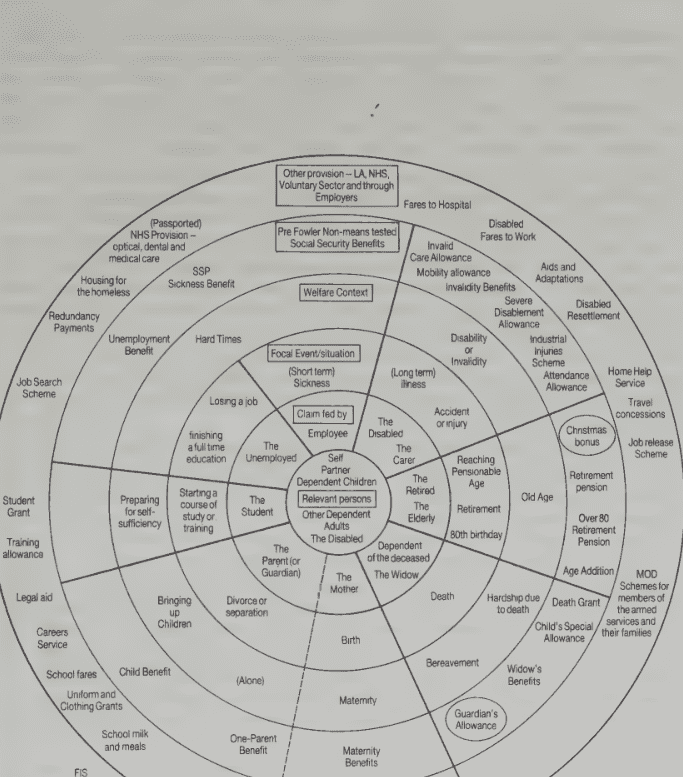 Other provision – LA, NHS,
Voluntary Sector and through
Employers
Fares to Hospital
Disabled
Fares to Work
(Passported)
NHS Provision –
optical, dental and
medical care
Pre Fowler Non-means tested
Social Security Benefits
Invalid
Care Allowance
Mobility allowance
Invalidity Benefits
Aids and
Adaptations
SSP
Sickness Benefit
Housing for
the homeless
Welfare Context
Severe
Disablement
Allowance
Disabled
Resettlement
Redundancy
Payments
Unemployment
Benefit
Hard Times
Disability
or
Invalidity
Industrial
Injuries
Scheme
Attendance
Allowance
Focal Event/situation
(Short term)
Sickness
(Long term)
illness
Job Search
Scheme
Home Help
Service
Travel
concessions
Losing a job
Claim fed by
Employee
Accident
or injury
The
Disabled
The
Carer
Christmas
bonus
Job release
Scheme
finishing
a full time
education
The
Unemployed
Self
Partner
Dependent Children
Relevant persons
Other Dependent
Adults
The Disabled
Reaching
Pensionable
Age
Retirement
80th birthday
The
Retired
The
Elderly
Old Age
Retirement
pension
Over 80
Retirement
Pension
Age Addition
Student
Grant
Training
allowance
Preparing
for self-
sufficiency
Starting a
course of
study or
training
The
Student
The
Parent (or
Guardian)
The
Mother
Dependent
of the deceased
The Widow
Legal aid
Careers
Service
Bringing
up
Children
Divorce or
separation
Death
Hardship due
to death
Death Grant
Child's Special
Allowance
MOD
Schemes for
members of
the armed
services and
their families
Birth
School fares
Child Benefit
(Alone)
Bereavement
Widow's
Benefits
Uniform and
Clothing Grants
Maternity
Guardian's
Allowance
School milk
and meals
One-Parent
Benefit
Maternity
Benefits
FIS